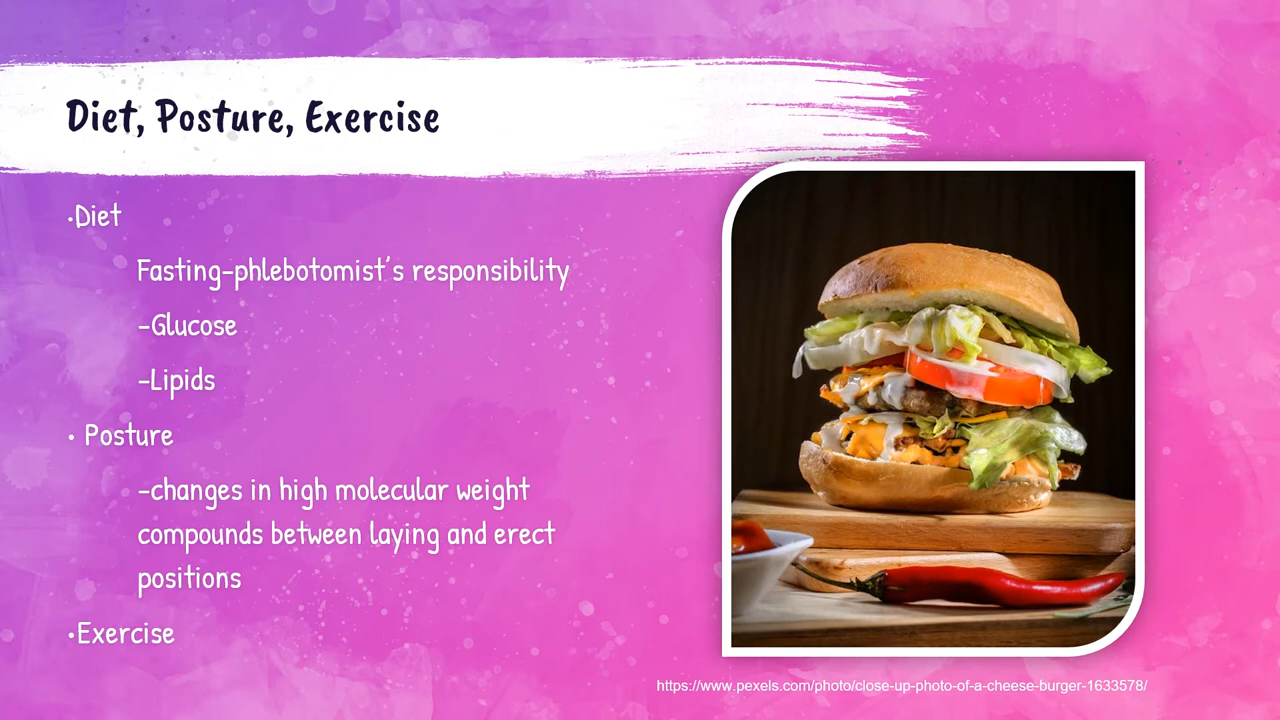 Diet, Posture, Exercise
•Diet
Fasting-phlebotomist's responsibility
-Glucose
-Lipids
• Posture
-changes in high molecular weight
compounds between laying and erect
positions
•Exercise
https://www.pexels.com/photo/close-up-photo-of-a-cheese-burger-1633578/